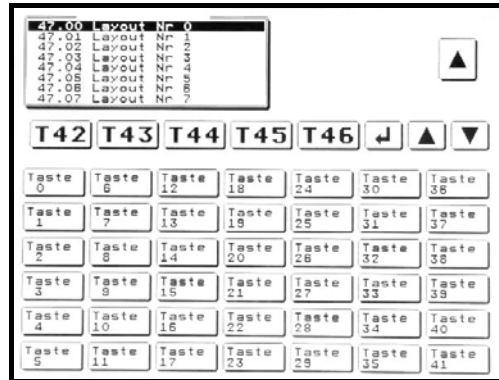 47.00 Layout Nr 0
47.01 Layout Nr 1
47.02 Layout Nr 2
47.03 Layout Nr 3
47.04 Layout Nr 4
47.05 Layout Nr 5
47.06 Layout Nr 6
47.07 Layout Nr 7
T42 T43 T44 T45 T46 ↲ ▲ ▼
Taste Taste Taste Taste Taste Taste Taste
0 6 12 18 24 30 36
Taste Taste Taste Taste Taste Taste Taste
1 7 13 19 25 31 37
Taste Taste Taste Taste Taste Taste Taste
2 8 14 20 26 32 38
Taste Taste Taste Taste Taste Taste Taste
3 9 15 21 27 33 39
Taste Taste Taste Taste Taste Taste Taste
4 10 16 22 28 34 40
Taste Taste Taste Taste Taste Taste Taste
5 11 17 23 29 35 41